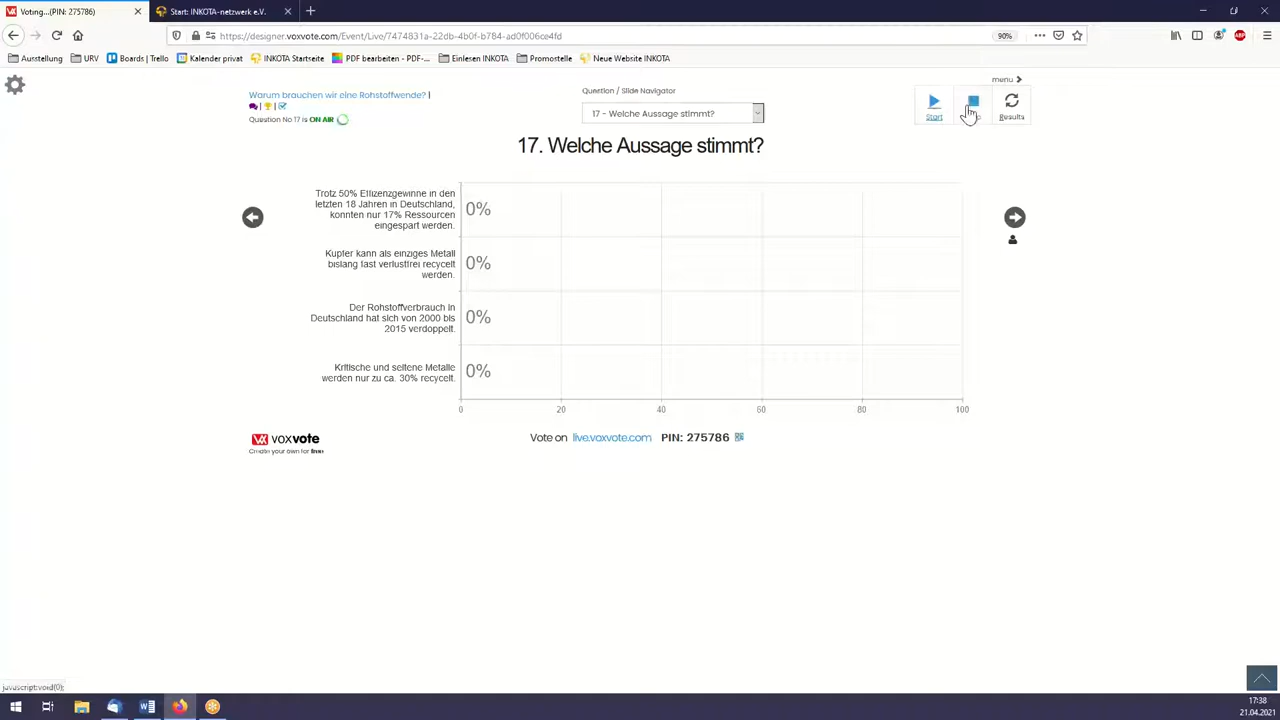 Voting...(PIN: 275786)
Start: INKOTA-netzwerk e.V.
https://designer.voxvote.com/Event/Live/7474831a-22db-4b0f-b784-ad0f006ce4fd
90%
Ausstellung
URV
Boards | Trello
Kalender privat
INKOTA Startseite
PDF bearbeiten - PDF-...
Einlesen INKOTA
Promostelle
Neue Website INKOTA
menu
Warum brauchen wir eine Rohstoffwende? |
Question No 17 is ON AIR
Question / Slide Navigator
17 - Welche Aussage stimmt?
Start
Results
17. Welche Aussage stimmt?
Trotz 50% Effizenzgewinne in den
letzten 18 Jahren in Deutschland,
konnten nur 17% Ressourcen
eingespart werden.
0%
Kupfer kann als einziges Metall
bislang fast verlustfrei recycelt
werden.
0%
Der Rohstoffverbrauch in
Deutschland hat sich von 2000 bis
2015 verdoppelt.
0%
Kritische und seltene Metalle
werden nur zu ca. 30% recycelt.
0%
0 20 40 60 80 100
Vote on live.voxvote.com PIN: 275786
voxvote
Create your own for free
javascript:void(0);
17:38
21.04.2021